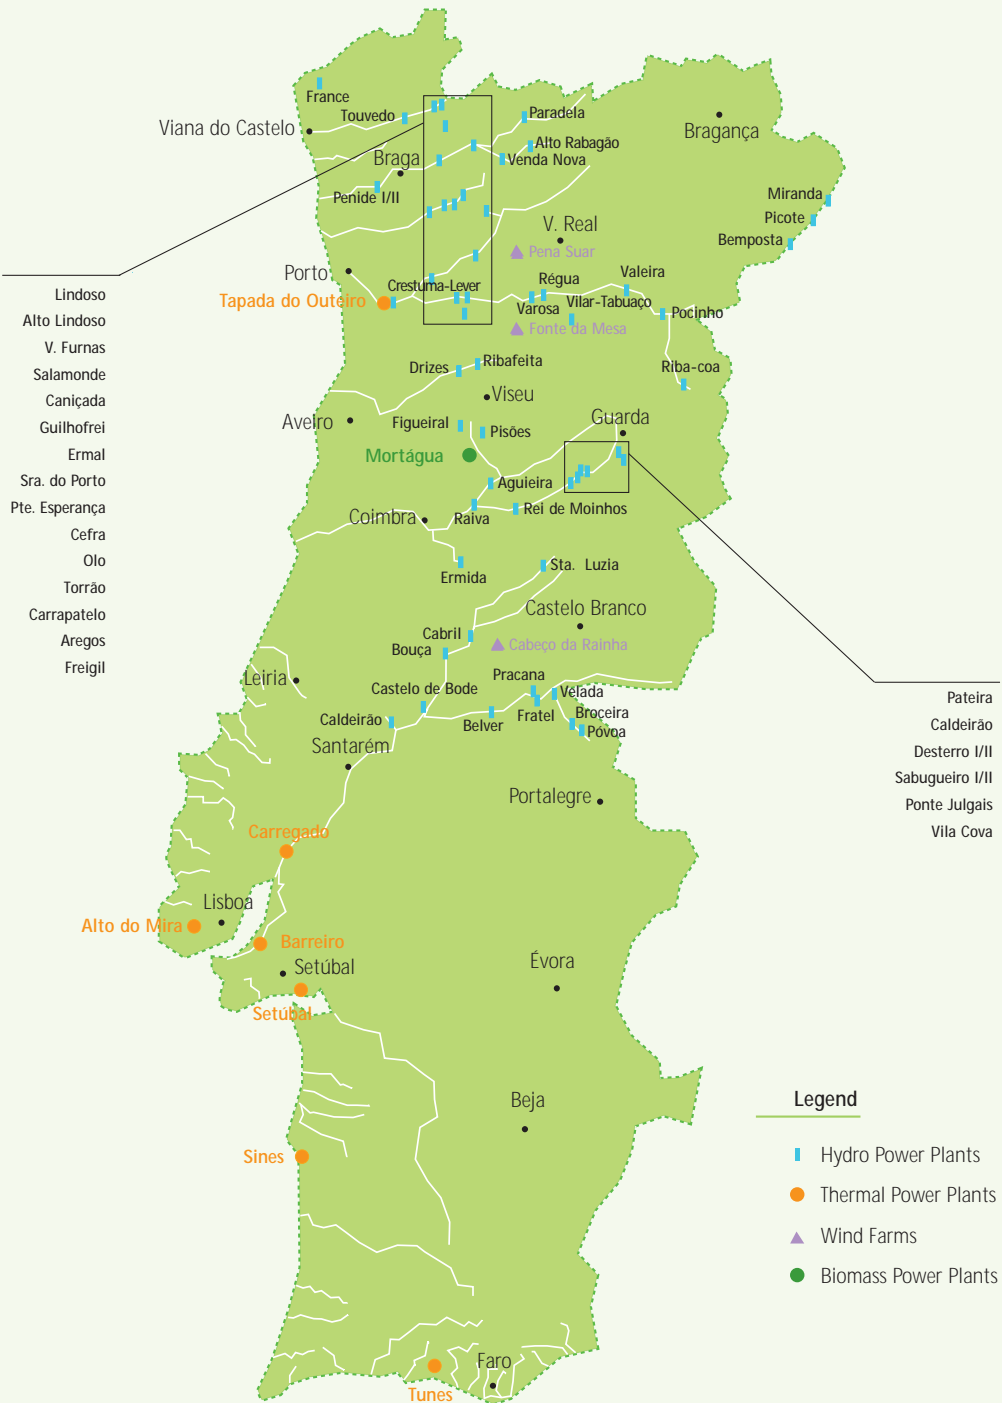 France
Viana do Castelo
Touvedo
Paradela
Bragança
Alto Rabagão
Braga
Venda Nova
Penide I/II
Miranda
Picote
Bemposta
V. Real
Pena Suar
Porto
Tapada do Outeiro
Crestuma-Lever
Régua
Valeira
Varosa
Vilar-Tabuaço
Pocinho
Fonte da Mesa
Lindoso
Alto Lindoso
V. Furnas
Salamonde
Caniçada
Guilhofrei
Ermal
Sra. do Porto
Pte. Esperança
Cefra
Olo
Torrão
Carrapatelo
Aregos
Freigil
Drizes
Ribafeita
Riba-coa
Viseu
Aveiro
Figueiral
Pisões
Guarda
Mortágua
Aguieira
Coimbra
Raiva
Rei de Moinhos
Ermida
Sta. Luzia
Castelo Branco
Cabril
Bouça
Cabeço da Rainha
Leiria
Castelo de Bode
Pracana
Velada
Caldeirão
Belver
Fratel
Broceira
Póvoa
Santarém
Pateira
Caldeirão
Desterro I/II
Sabugueiro I/II
Ponte Julgais
Vila Cova
Portalegre
Carregado
Lisboa
Alto do Mira
Barreiro
Setúbal
Évora
Setúbal
Beja
Sines
Legend
Hydro Power Plants
Thermal Power Plants
Wind Farms
Biomass Power Plants
Faro
Tunes